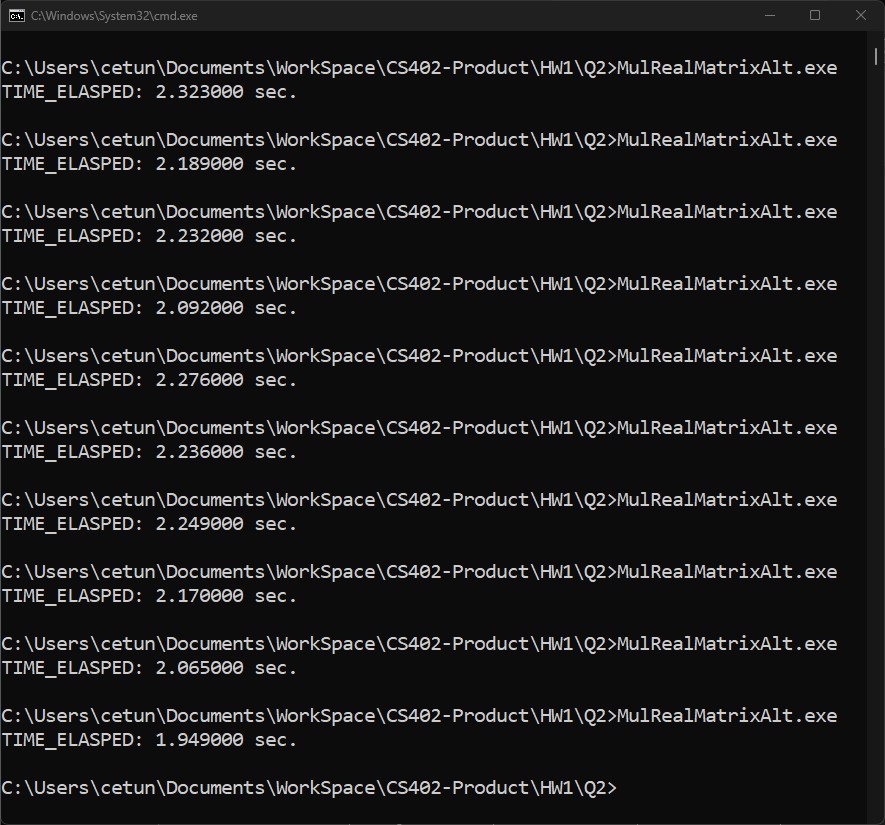 C:\Windows\System32\cmd.exe
C:\Users\cetun\Documents\WorkSpace\CS402-Product\HW1\Q2>MulRealMatrixAlt.exe
TIME_ELASPED: 2.323000 sec.
C:\Users\cetun\Documents\WorkSpace\CS402-Product\HW1\Q2>MulRealMatrixAlt.exe
TIME_ELASPED: 2.189000 sec.
C:\Users\cetun\Documents\WorkSpace\CS402-Product\HW1\Q2>MulRealMatrixAlt.exe
TIME_ELASPED: 2.232000 sec.
C:\Users\cetun\Documents\WorkSpace\CS402-Product\HW1\Q2>MulRealMatrixAlt.exe
TIME_ELASPED: 2.092000 sec.
C:\Users\cetun\Documents\WorkSpace\CS402-Product\HW1\Q2>MulRealMatrixAlt.exe
TIME_ELASPED: 2.276000 sec.
C:\Users\cetun\Documents\WorkSpace\CS402-Product\HW1\Q2>MulRealMatrixAlt.exe
TIME_ELASPED: 2.236000 sec.
C:\Users\cetun\Documents\WorkSpace\CS402-Product\HW1\Q2>MulRealMatrixAlt.exe
TIME_ELASPED: 2.249000 sec.
C:\Users\cetun\Documents\WorkSpace\CS402-Product\HW1\Q2>MulRealMatrixAlt.exe
TIME_ELASPED: 2.170000 sec.
C:\Users\cetun\Documents\WorkSpace\CS402-Product\HW1\Q2>MulRealMatrixAlt.exe
TIME_ELASPED: 2.065000 sec.
C:\Users\cetun\Documents\WorkSpace\CS402-Product\HW1\Q2>MulRealMatrixAlt.exe
TIME_ELASPED: 1.949000 sec.
C:\Users\cetun\Documents\WorkSpace\CS402-Product\HW1\Q2>